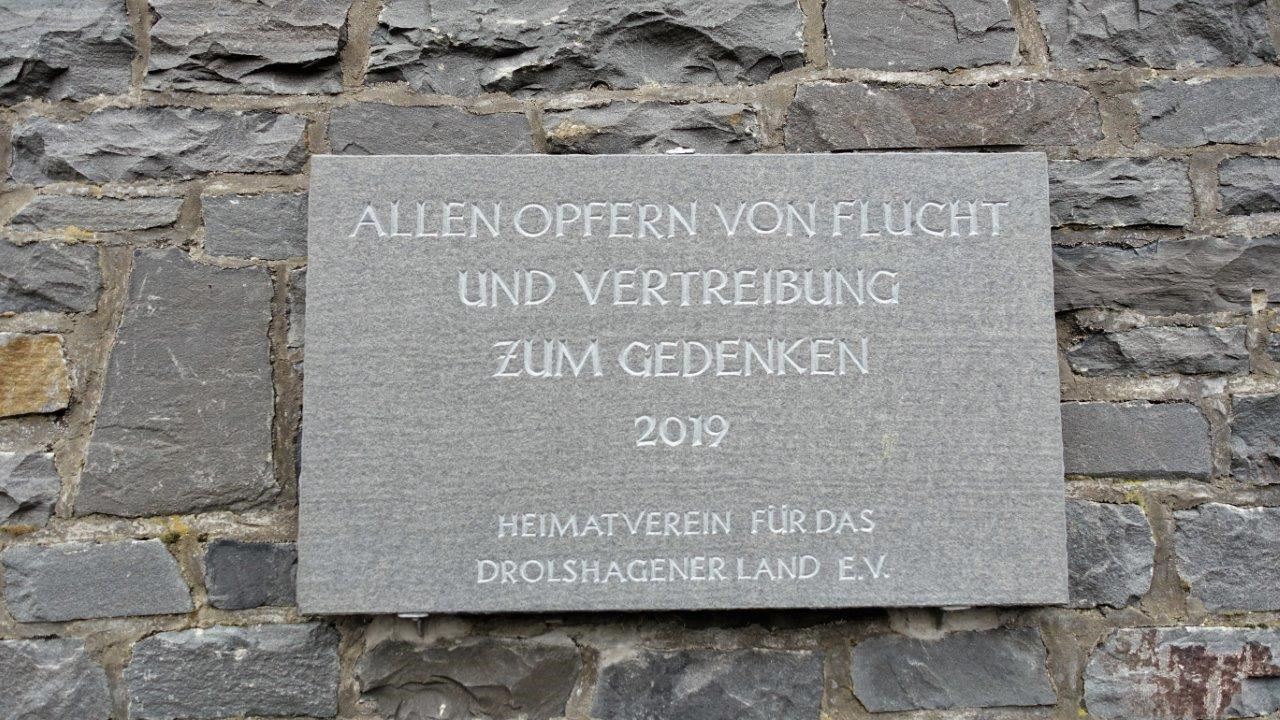 ALLEN OPFERN VON FLUCHT
UND VERTREIBUNG
ZUM GEDENKEN
2019
HEIMATVEREIN FÜR DAS
DROLSHAGENER LAND E.V.